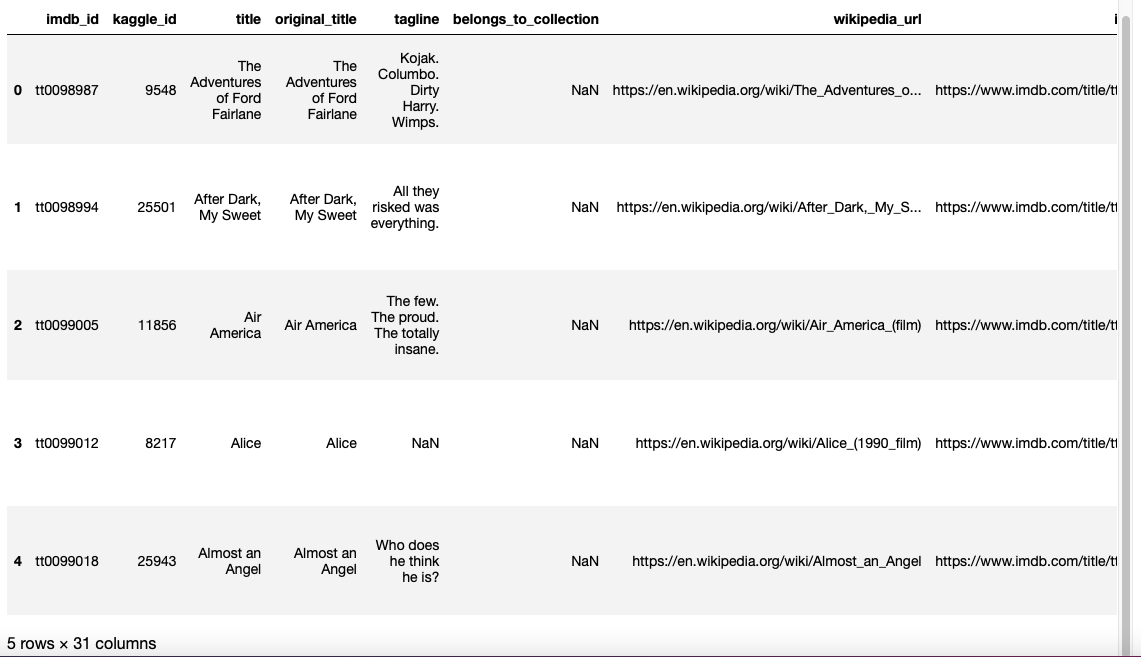 imdb_id kaggle_id title original_title tagline belongs_to_collection wikipedia_url i
0 tt0098987 9548 The Adventures of Ford Fairlane The Adventures of Ford Fairlane Kojak. Columbo. Dirty Harry. Wimps. NaN https://en.wikipedia.org/wiki/The_Adventures_o... https://www.imdb.com/title/tt
1 tt0098994 25501 After Dark, My Sweet After Dark, My Sweet All they risked was everything. NaN https://en.wikipedia.org/wiki/After_Dark,_My_S... https://www.imdb.com/title/tt
2 tt0099005 11856 Air America Air America The few. The proud. The totally insane. NaN https://en.wikipedia.org/wiki/Air_America_(film) https://www.imdb.com/title/tt
3 tt0099012 8217 Alice Alice NaN NaN https://en.wikipedia.org/wiki/Alice_(1990_film) https://www.imdb.com/title/tt
4 tt0099018 25943 Almost an Angel Almost an Angel Who does he think he is? NaN https://en.wikipedia.org/wiki/Almost_an_Angel https://www.imdb.com/title/tt
5 rows × 31 columns